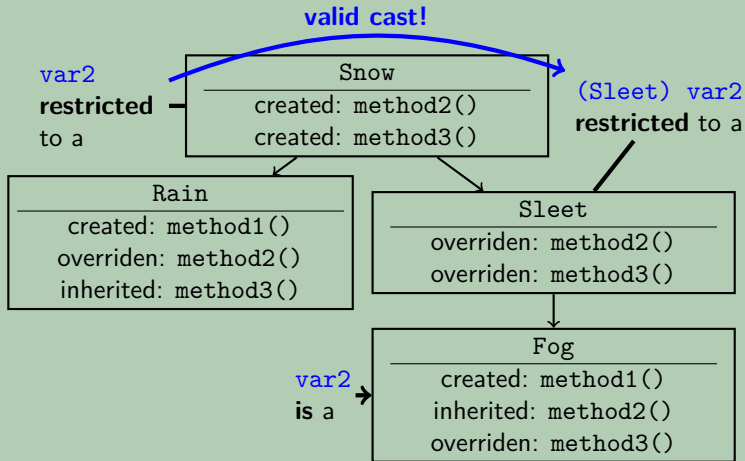 valid cast!
var2
restricted
to a
Snow
created: method2()
created: method3()
(Sleet) var2
restricted to a
Rain
created: method1()
overriden: method2()
inherited: method3()
Sleet
overriden: method2()
overriden: method3()
var2
is a
Fog
created: method1()
inherited: method2()
overriden: method3()